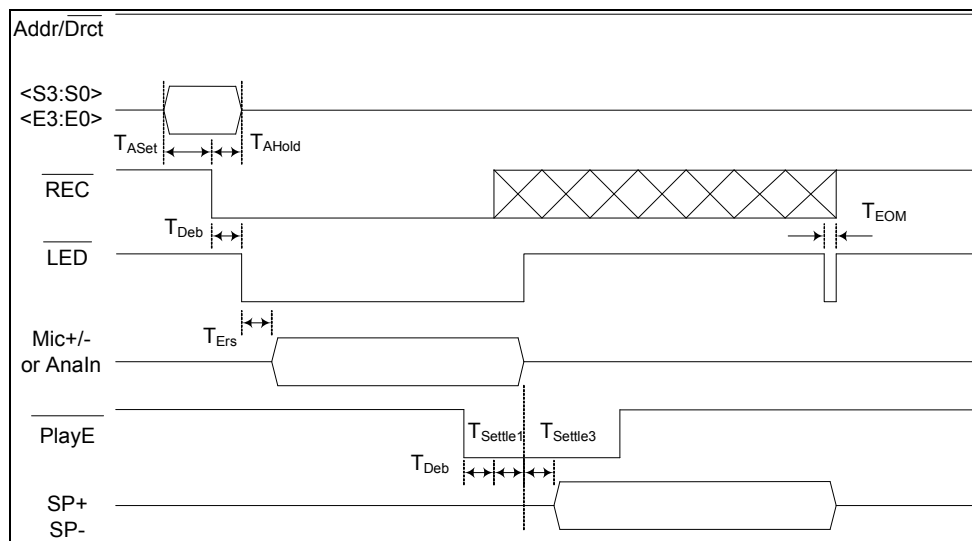 Addr/Drct
<S3:S0>
<E3:E0>
TASet
TAHold
REC
TDeb
TEOM
LED
TErs
Mic+/-
or AnaIn
PlayE
TSettle1
TSettle3
TDeb
SP+
SP-